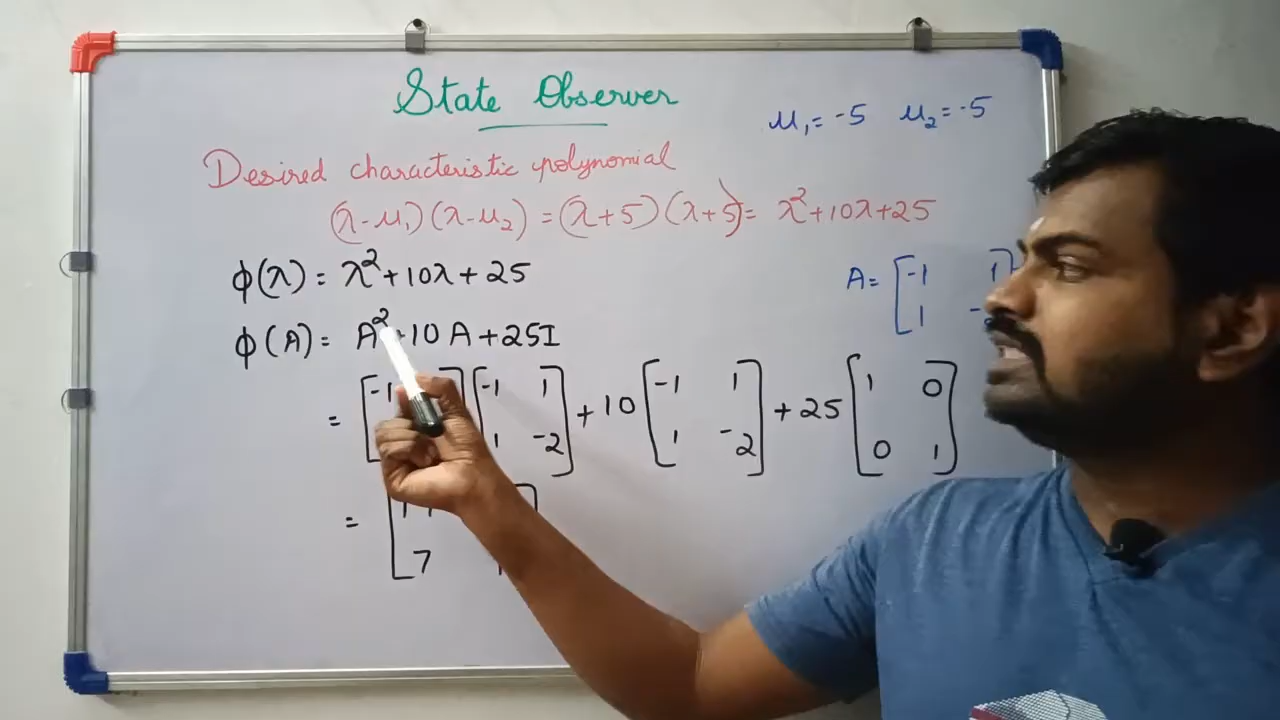 State Observer
μ₁= -5 μ₂= -5
Desired characteristic polynomial
(λ-μ₁)(λ-μ₂) = (λ+5)(λ+5) = λ²+10λ+25
ϕ(λ) = λ²+10λ+25
A= [-1 1
1
ϕ(A) = A²+10A+25I
= [-1 ] [-1 1; 1 -2] + 10 [-1 1; 1 -2] + 25 [1 0; 0 1]
= [
7